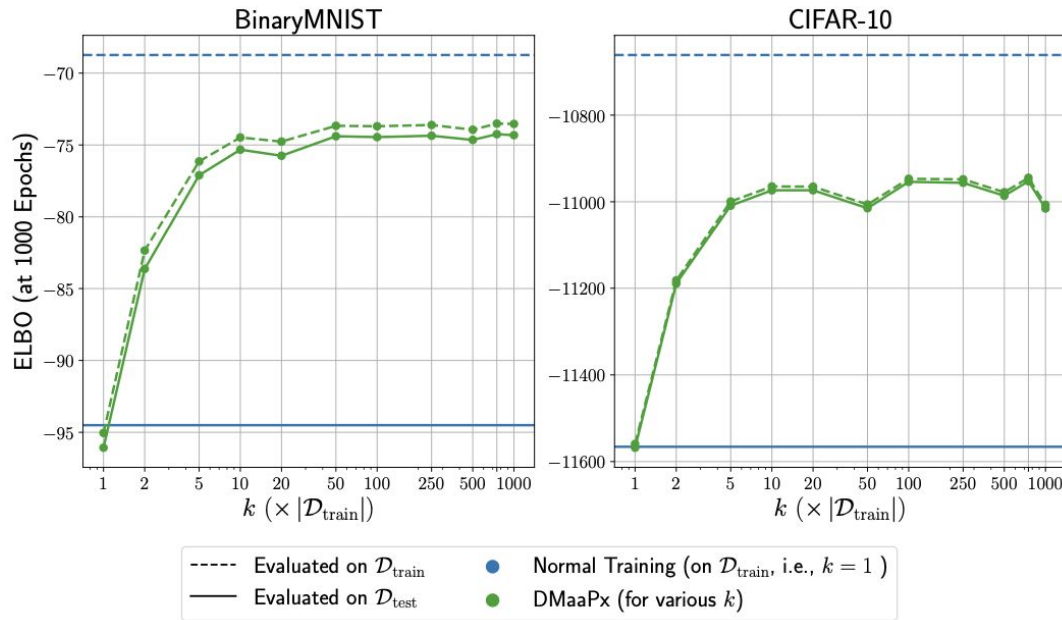 BinaryMNIST
CIFAR-10
ELBO (at 1000 Epochs)
−70
−75
−80
−85
−90
−95
1 2 5 10 20 50 100 250 500 1000
k (× |𝒟train|)
−10800
−11000
−11200
−11400
−11600
1 2 5 10 20 50 100 250 500 1000
k (× |𝒟train|)
Evaluated on 𝒟train
Evaluated on 𝒟test
Normal Training (on 𝒟train, i.e., k = 1 )
DMaaPx (for various k)